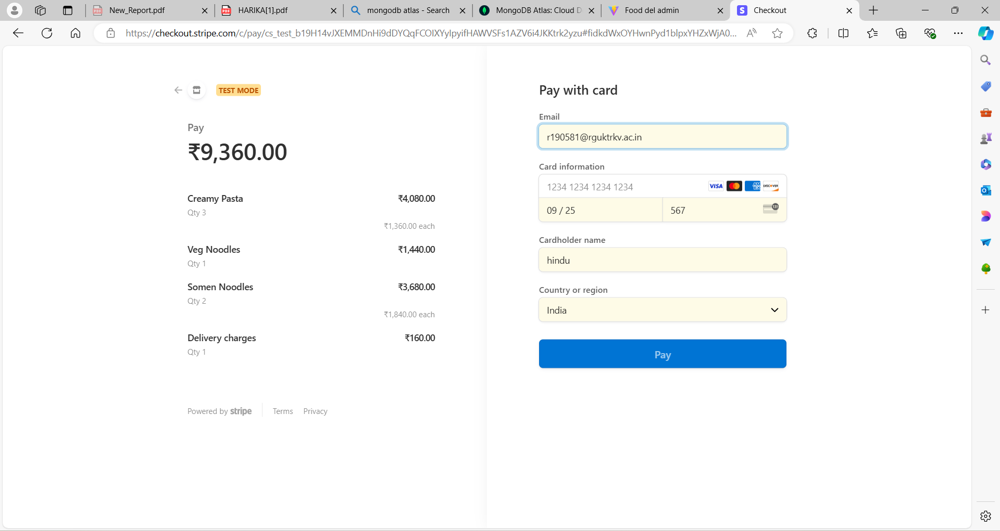 New_Report.pdf
HARIKA[1].pdf
mongodb atlas - Search
MongoDB Atlas: Cloud D
Food del admin
Checkout
https://checkout.stripe.com/c/pay/cs_test_b19H14vJXEMMDnHi9dDYQqFCOIXYyIpyifHAWVSFs1AZV6i4JKKtrk2yzu#fidkdWxOYHwnPyd1blpxYHZxWjA0...
TEST MODE
Pay
₹9,360.00
Creamy Pasta ₹4,080.00
Qty 3
₹1,360.00 each
Veg Noodles ₹1,440.00
Qty 1
Somen Noodles ₹3,680.00
Qty 2
₹1,840.00 each
Delivery charges ₹160.00
Qty 1
Powered by stripe Terms Privacy
Pay with card
Email
r190581@rguktrkv.ac.in
Card information
1234 1234 1234 1234 VISA AMEX DISCOVER
09 / 25 567 135
Cardholder name
hindu
Country or region
India
Pay